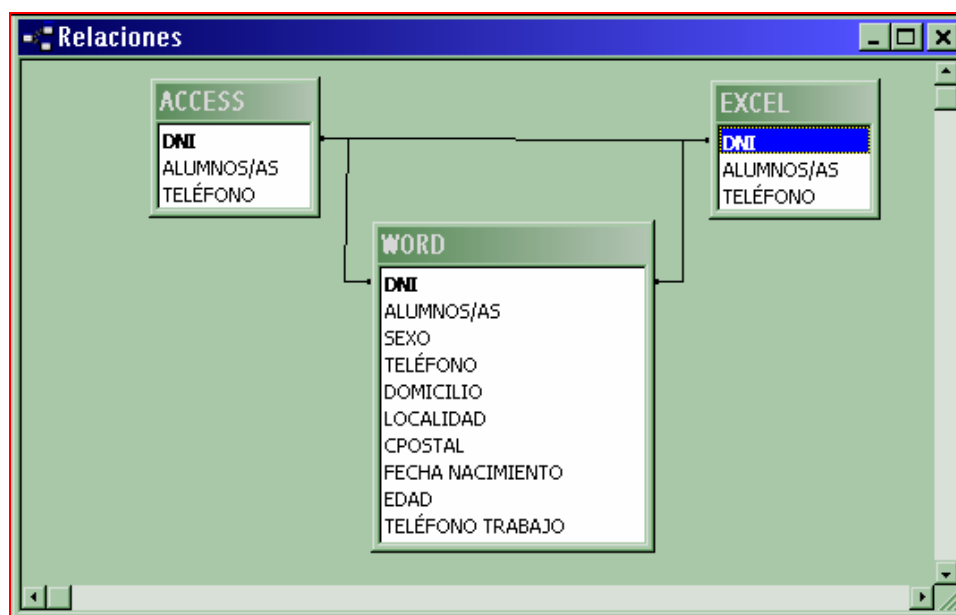 Relaciones
ACCESS
DNI
ALUMNOS/AS
TELÉFONO
EXCEL
DNI
ALUMNOS/AS
TELÉFONO
WORD
DNI
ALUMNOS/AS
SEXO
TELÉFONO
DOMICILIO
LOCALIDAD
CPOSTAL
FECHA NACIMIENTO
EDAD
TELÉFONO TRABAJO